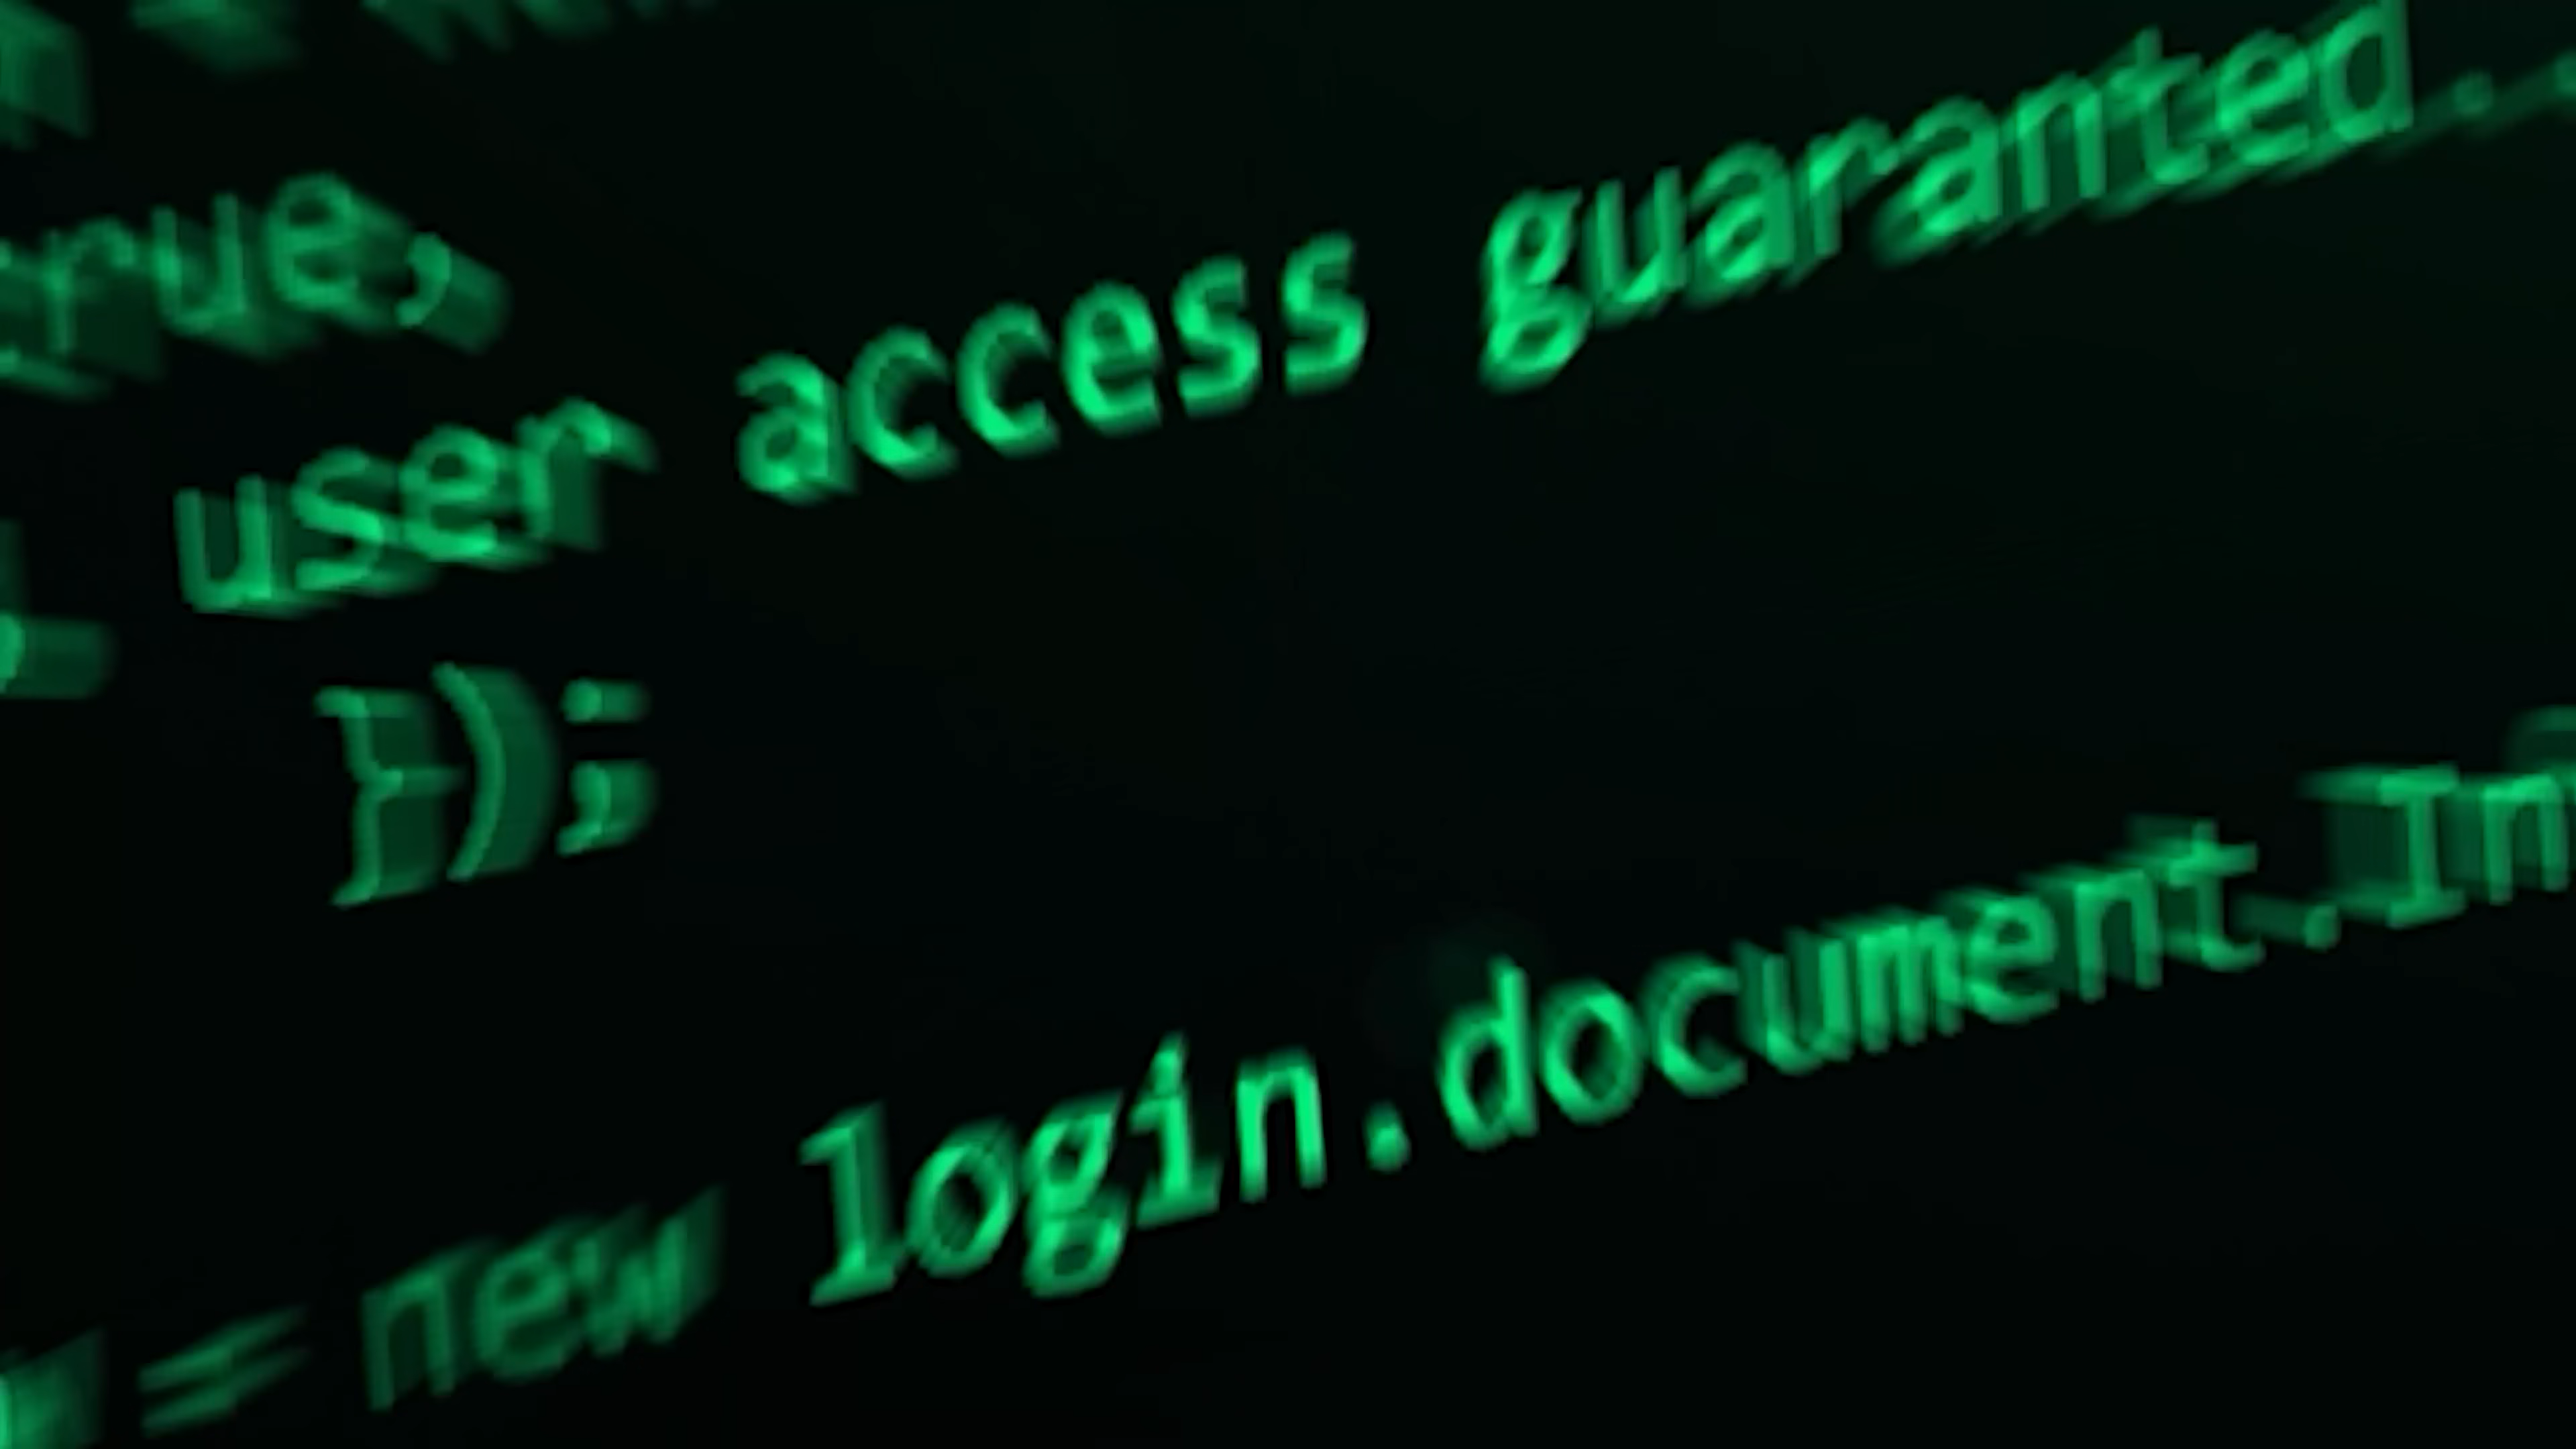 rue,
user access guaranted..
});
= new login.document.In